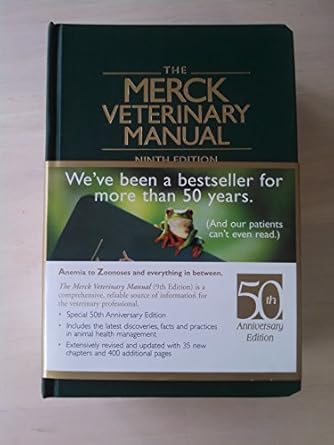 THE
MERCK
VETERINARY
MANUAL
NINTH EDITION
We've been a bestseller for
more than 50 years.
(And our patients
can't even read.)
Anemia to Zoonoses and everything in between.
The Merck Veterinary Manual (9th Edition) is a
comprehensive, reliable source of information for
the veterinary professional.
• Special 50th Anniversary Edition
• Includes the latest discoveries, facts and practices
in animal health management
• Extensively revised and updated with 35 new
chapters and 400 additional pages
50th
Anniversary
Edition